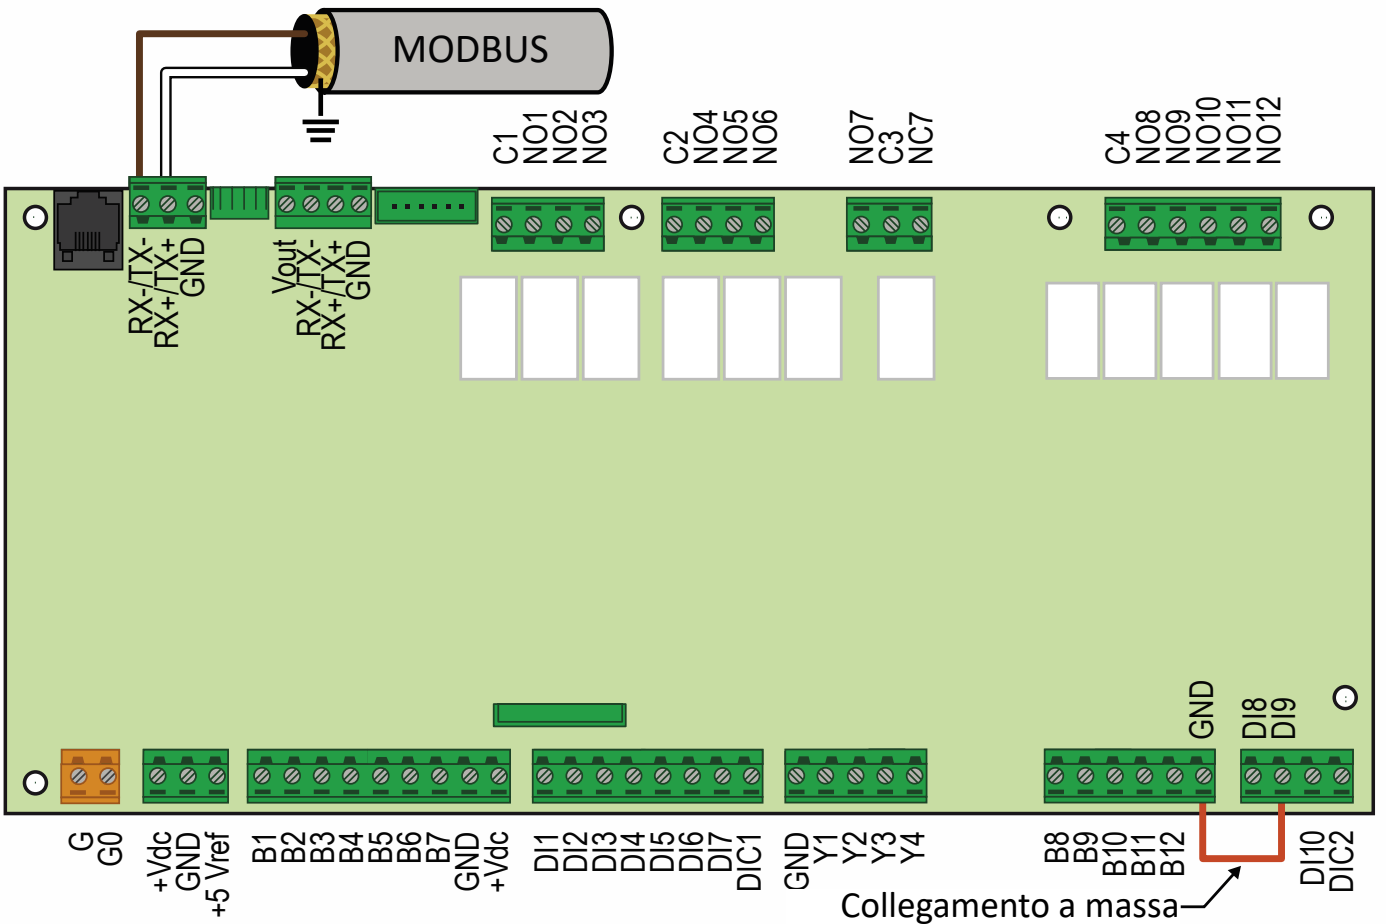 MODBUS
C1
NO1
NO2
NO3
C2
NO4
NO5
NO6
NO7
C3
NC7
C4
NO8
NO9
NO10
NO11
NO12
RX-/TX-
RX+/TX+
GND
Vout
RX-/TX-
RX+/TX+
GND
GND
DI8
DI9
G
G0
+Vdc
GND
+5 Vref
B1
B2
B3
B4
B5
B6
B7
GND
+Vdc
DI1
DI2
DI3
DI4
DI5
DI6
DI7
DIC1
GND
Y1
Y2
Y3
Y4
B8
B9
B10
B11
B12
DI10
DIC2
Collegamento a massa